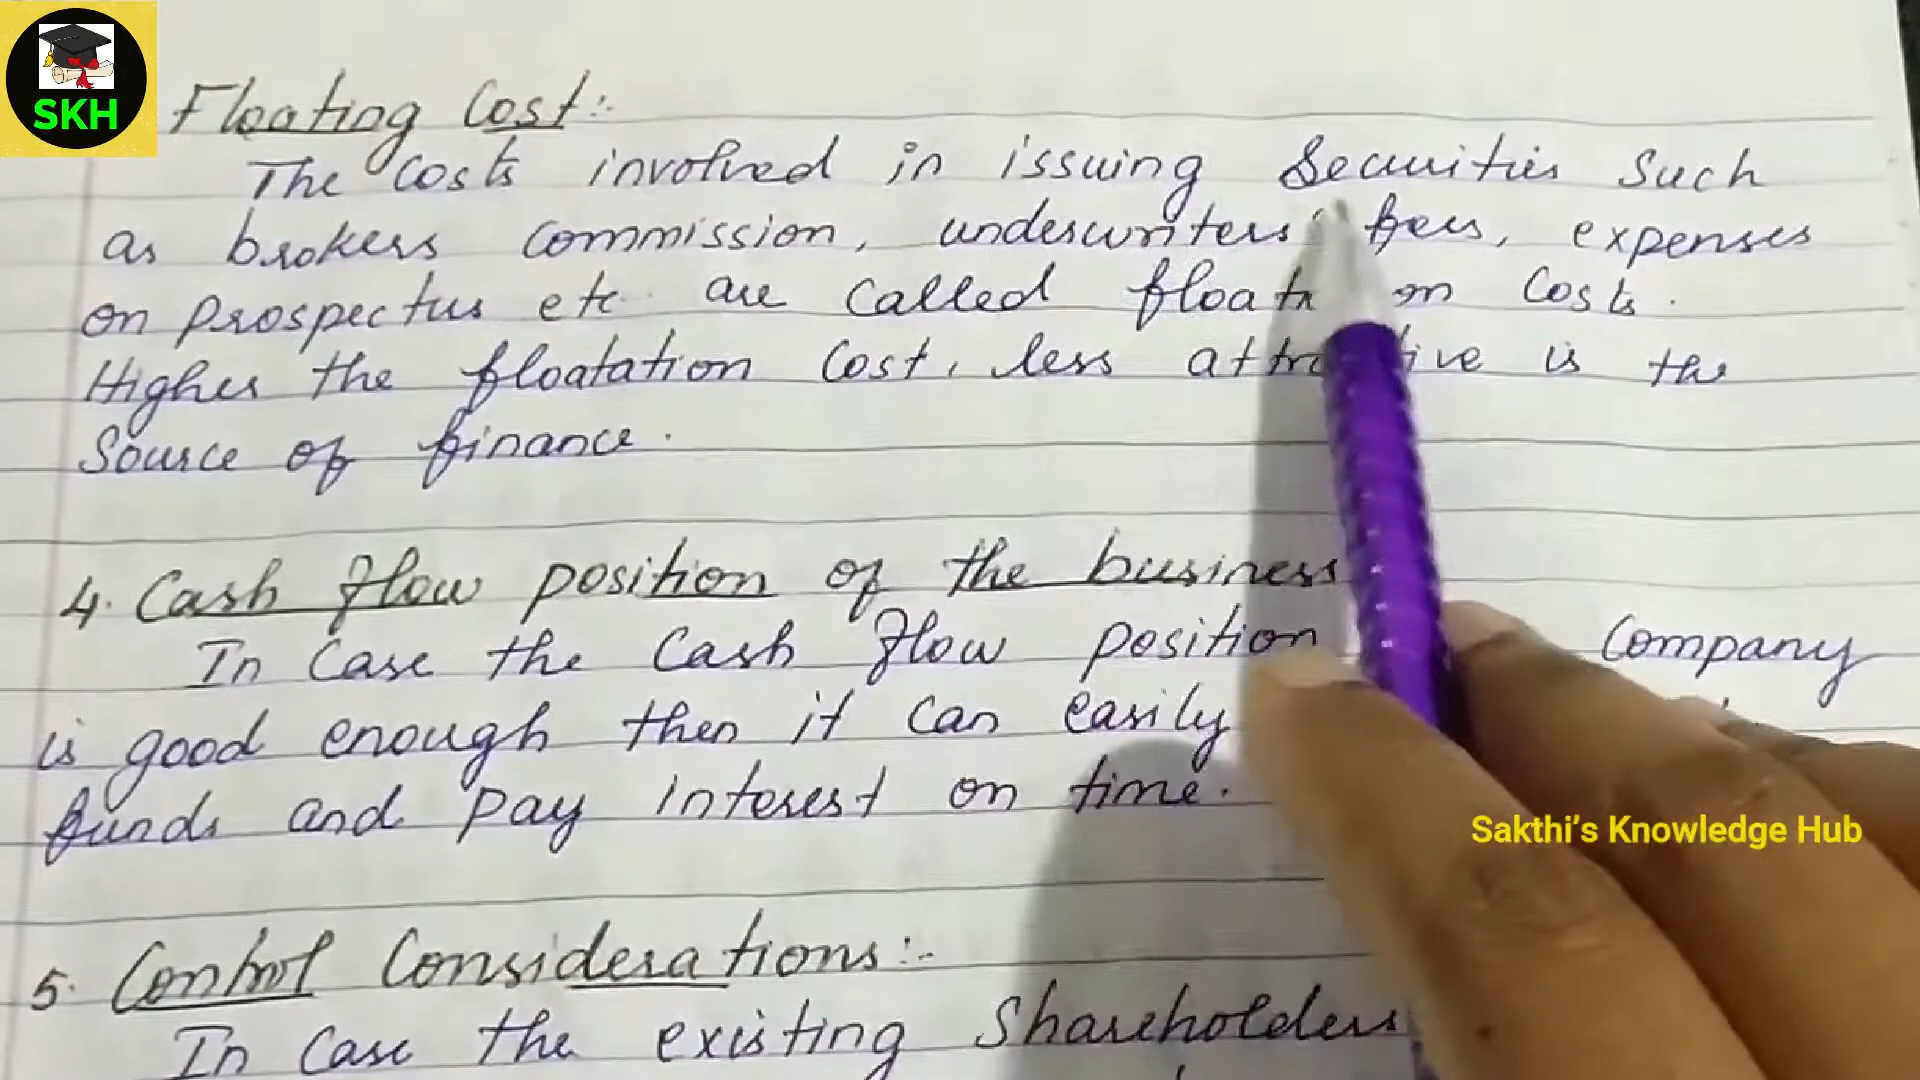 SKH
Floating Cost:-
The Costs involved in issuing Securities Such
as brokers Commission, underwriters' fees, expenses
on prospectus etc. are called on Costs.
Higher the floatation Cost, less is the
Source of finance.
4. Cash Flow position of the business
In Case the Cash Flow position Company
is good enough then it Can easily
funds and pay interest on time.
Sakthi's Knowledge Hub
5. Control Considerations:-
In Case the existing Shareholders